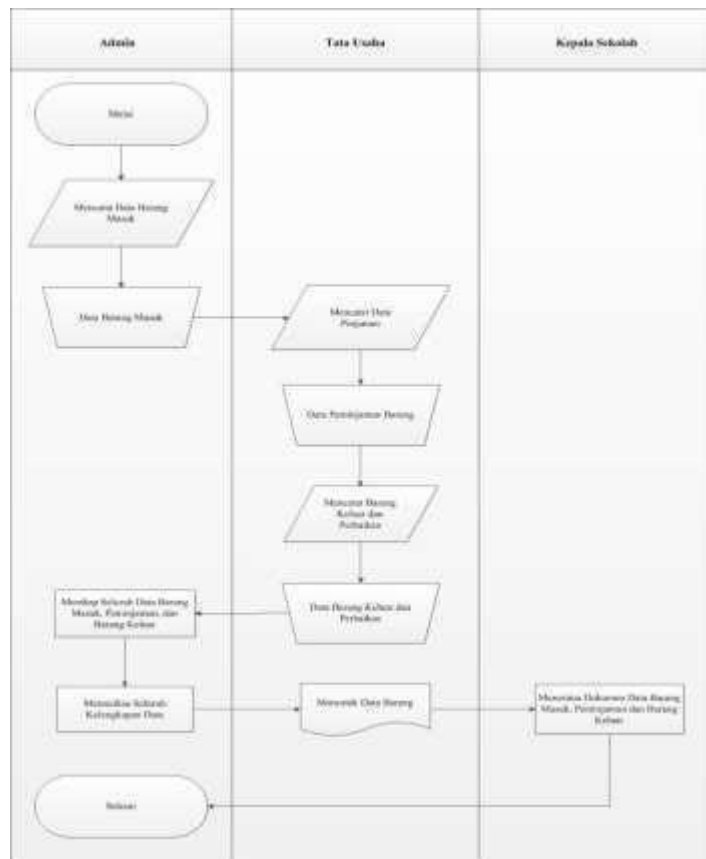 Admin
Tata Usaha
Kepala Sekolah
Mulai
Mencatat Data Barang
Masuk
Data Barang Masuk
Mencatat Data
Pinjaman
Data Peminjaman Barang
Mencatat Barang
Keluar dan
Perbaikan
Data Barang Keluar dan
Perbaikan
Merekap Seluruh Data Barang
Masuk, Peminjaman, dan
Barang Keluar
Memastikan Seluruh
Kelengkapan Data
Mencetak Data Barang
Menerima Dokumen Data Barang
Masuk, Peminjaman dan Barang
Keluar
Selesai